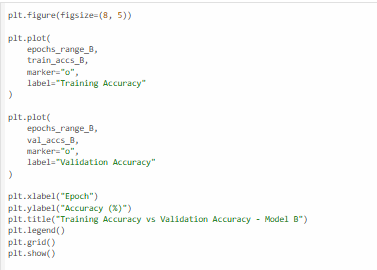 plt.figure(figsize=(8, 5))

plt.plot(
    epochs_range_B,
    train_accs_B,
    marker="o",
    label="Training Accuracy"
)

plt.plot(
    epochs_range_B,
    val_accs_B,
    marker="o",
    label="Validation Accuracy"
)

plt.xlabel("Epoch")
plt.ylabel("Accuracy (%)")
plt.title("Training Accuracy vs Validation Accuracy - Model B")
plt.legend()
plt.grid()
plt.show()